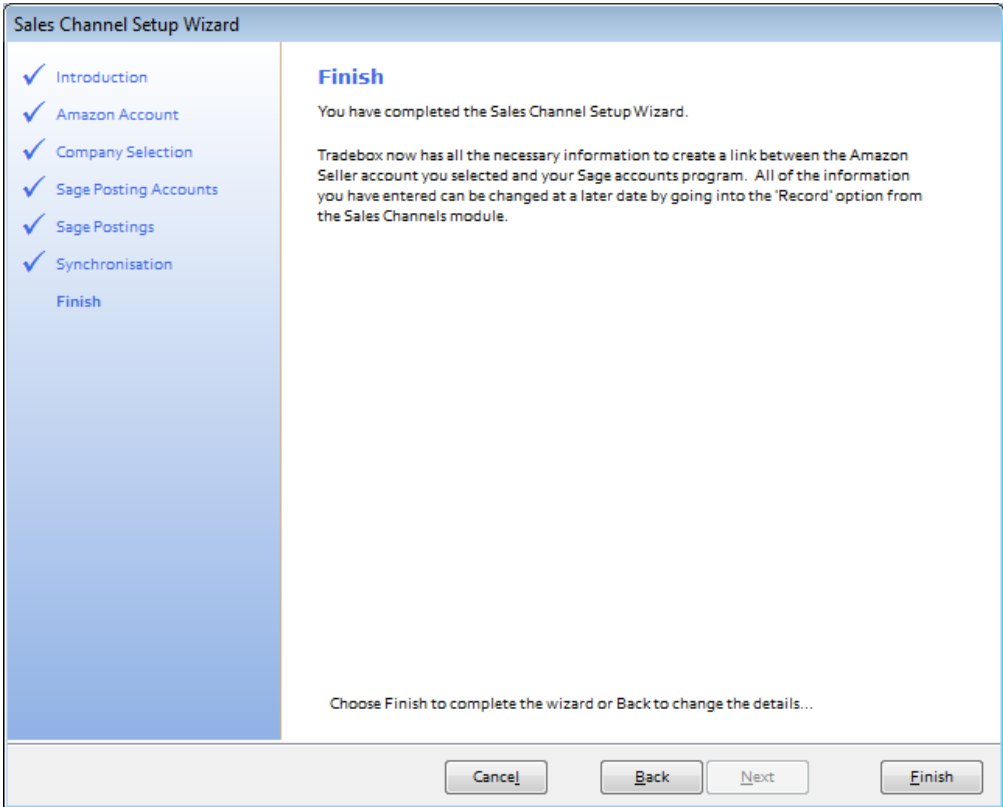 Sales Channel Setup Wizard
Introduction
Amazon Account
Company Selection
Sage Posting Accounts
Sage Postings
Synchronisation
Finish
Finish
You have completed the Sales Channel Setup Wizard.
Tradebox now has all the necessary information to create a link between the Amazon
Seller account you selected and your Sage accounts program.  All of the information
you have entered can be changed at a later date by going into the 'Record' option from
the Sales Channels module.
Choose Finish to complete the wizard or Back to change the details...
Cancel
Back
Next
Finish